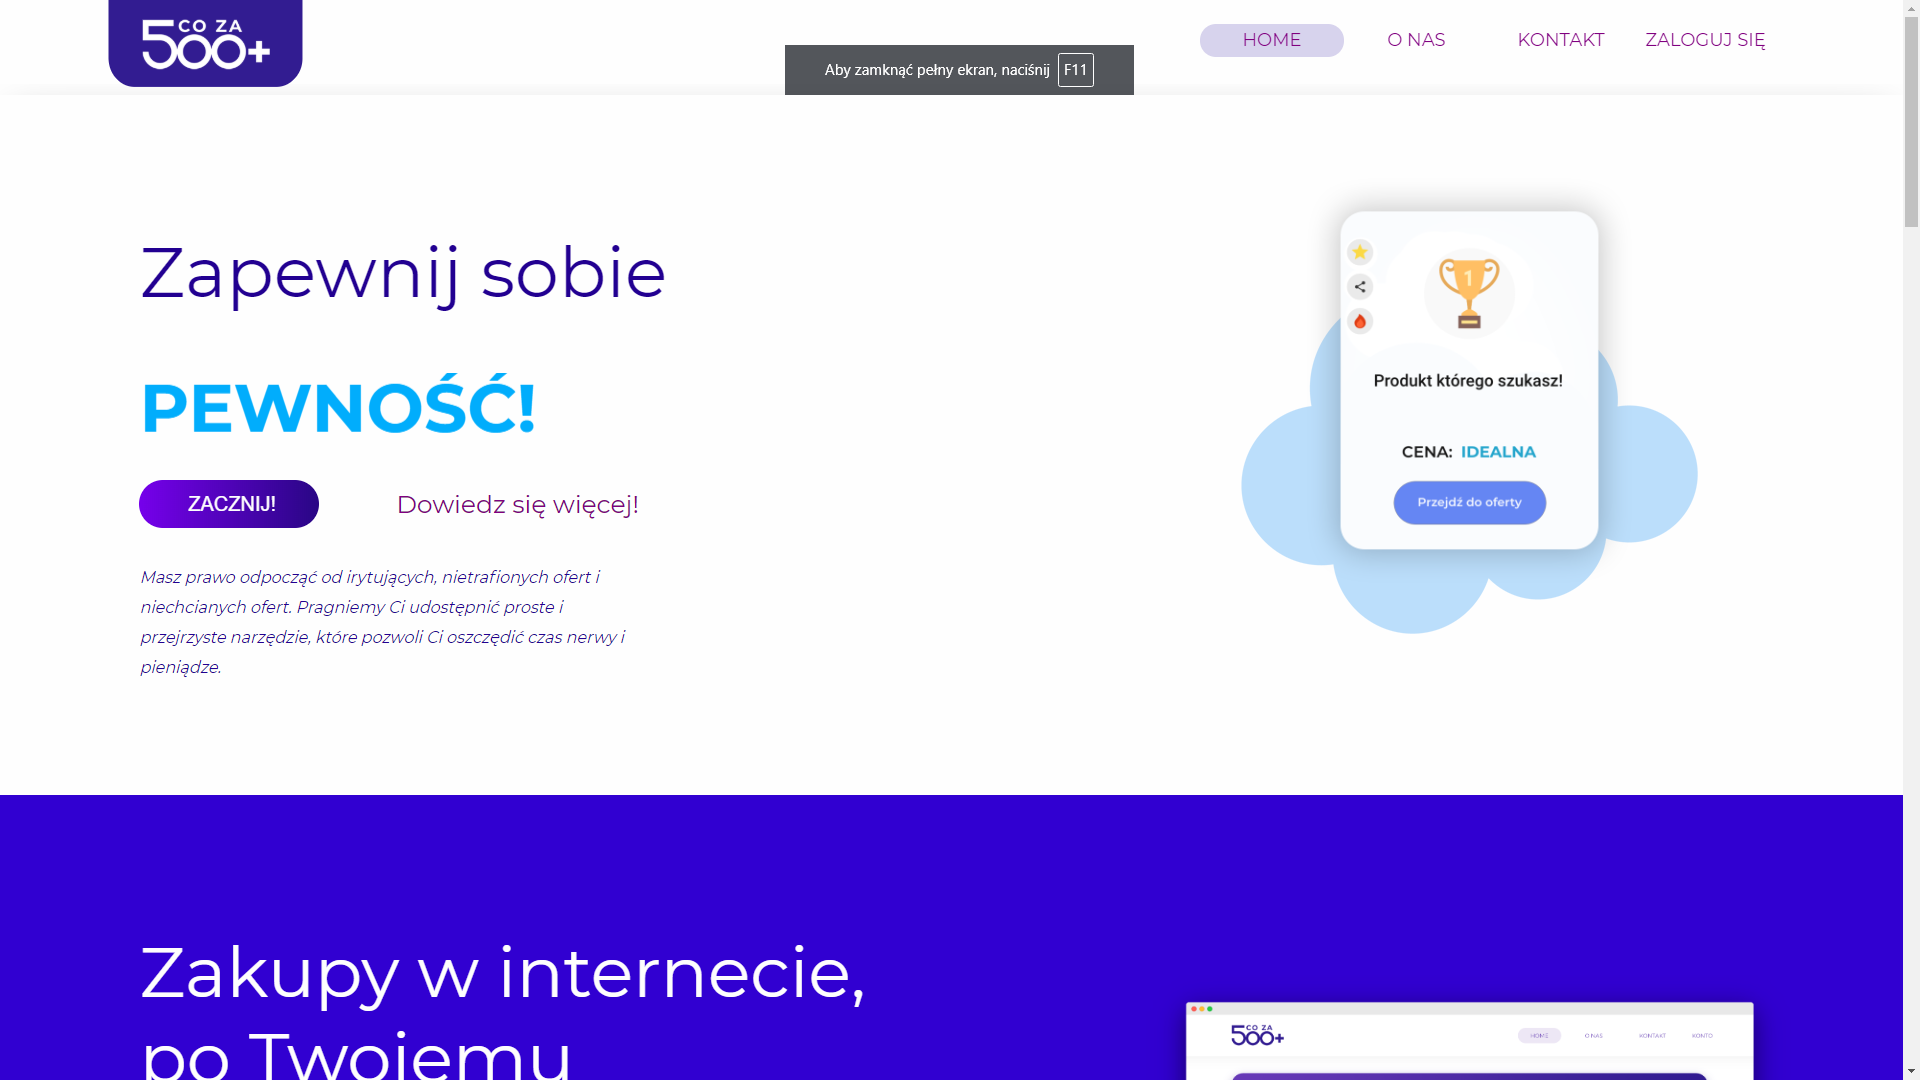 CO ZA
500+
HOME
O NAS
KONTAKT
ZALOGUJ SIĘ
Aby zamknąć pełny ekran, naciśnij F11
Zapewnij sobie
PEWNOŚĆ!
ZACZNIJ!
Dowiedz się więcej!
Masz prawo odpocząć od irytujących, nietrafionych ofert i
niechcianych ofert. Pragniemy Ci udostępnić proste i
przejrzyste narzędzie, które pozwoli Ci oszczędić czas nerwy i
pieniądze.
1
Produkt którego szukasz!
CENA: IDEALNA
Przejdź do oferty
Zakupy w internecie,
po Twojemu
CO ZA
500+
HOME
O NAS
KONTAKT
KONTO